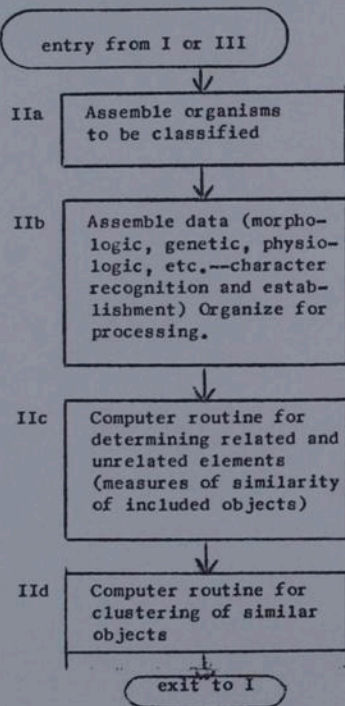 entry from I or III
IIa
Assemble organisms
to be classified
IIb
Assemble data (morpho-
logic, genetic, physio-
logic, etc.--character
recognition and estab-
lishment) Organize for
processing.
IIc
Computer routine for
determining related and
unrelated elements
(measures of similarity
of included objects)
IId
Computer routine for
clustering of similar
objects
exit to I